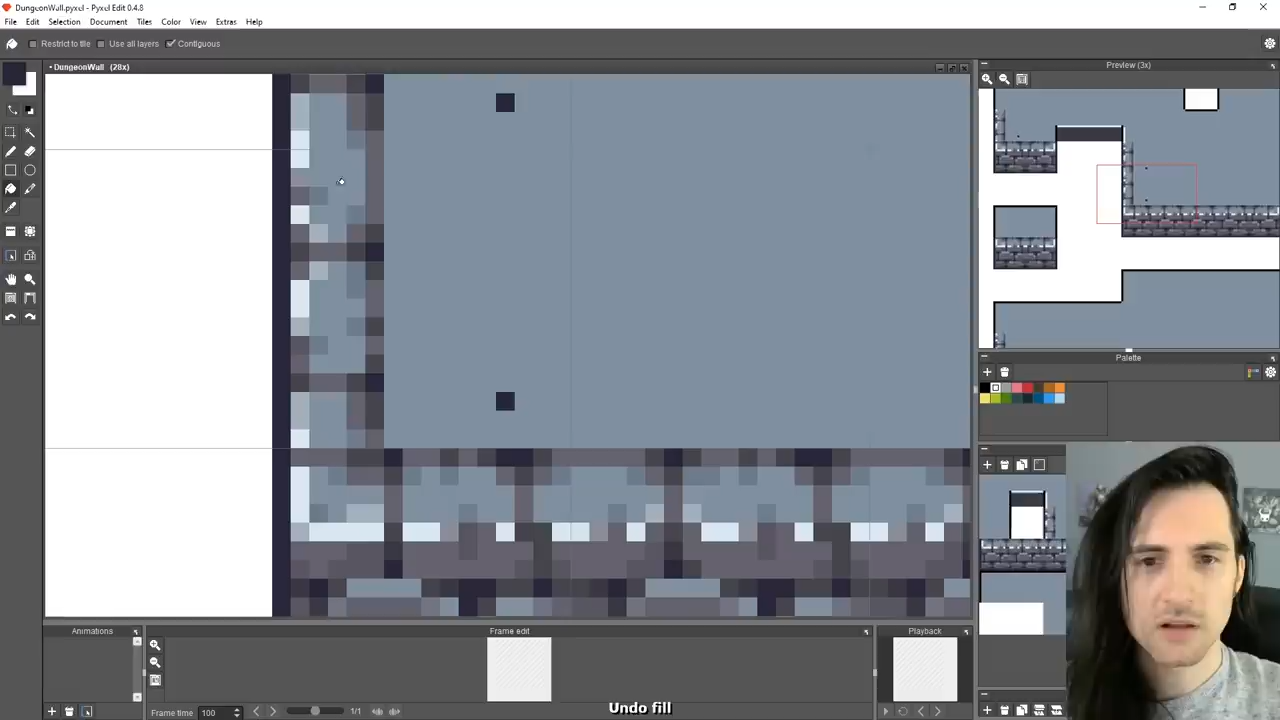 DungeonWall.pyxel - Pyxel Edit 0.4.8
File Edit Selection Document Tiles Color View Extras Help
Restrict to tile Use all layers Contiguous
• DungeonWall (28x)
Preview (3x)
Palette
Animations
Frame edit
Playback
Frame time 100
1/1
Undo fill